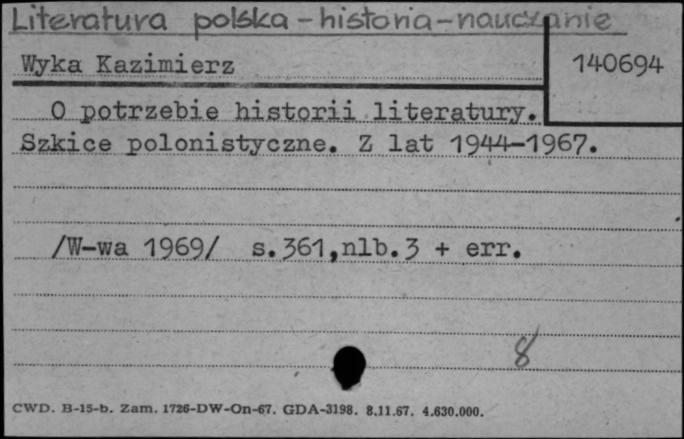 Literatura polska - historia - nauczanie
Wyka Kazimierz
140694
O potrzebie historii literatury.
Szkice polonistyczne. Z lat 1944-1967.
/W-wa 1969/ s.361,nlb.3 + err.
8
CWD. B-15-b. Zam. 1726-DW-On-67. GDA-3198. 8.11.67. 4.630.000.